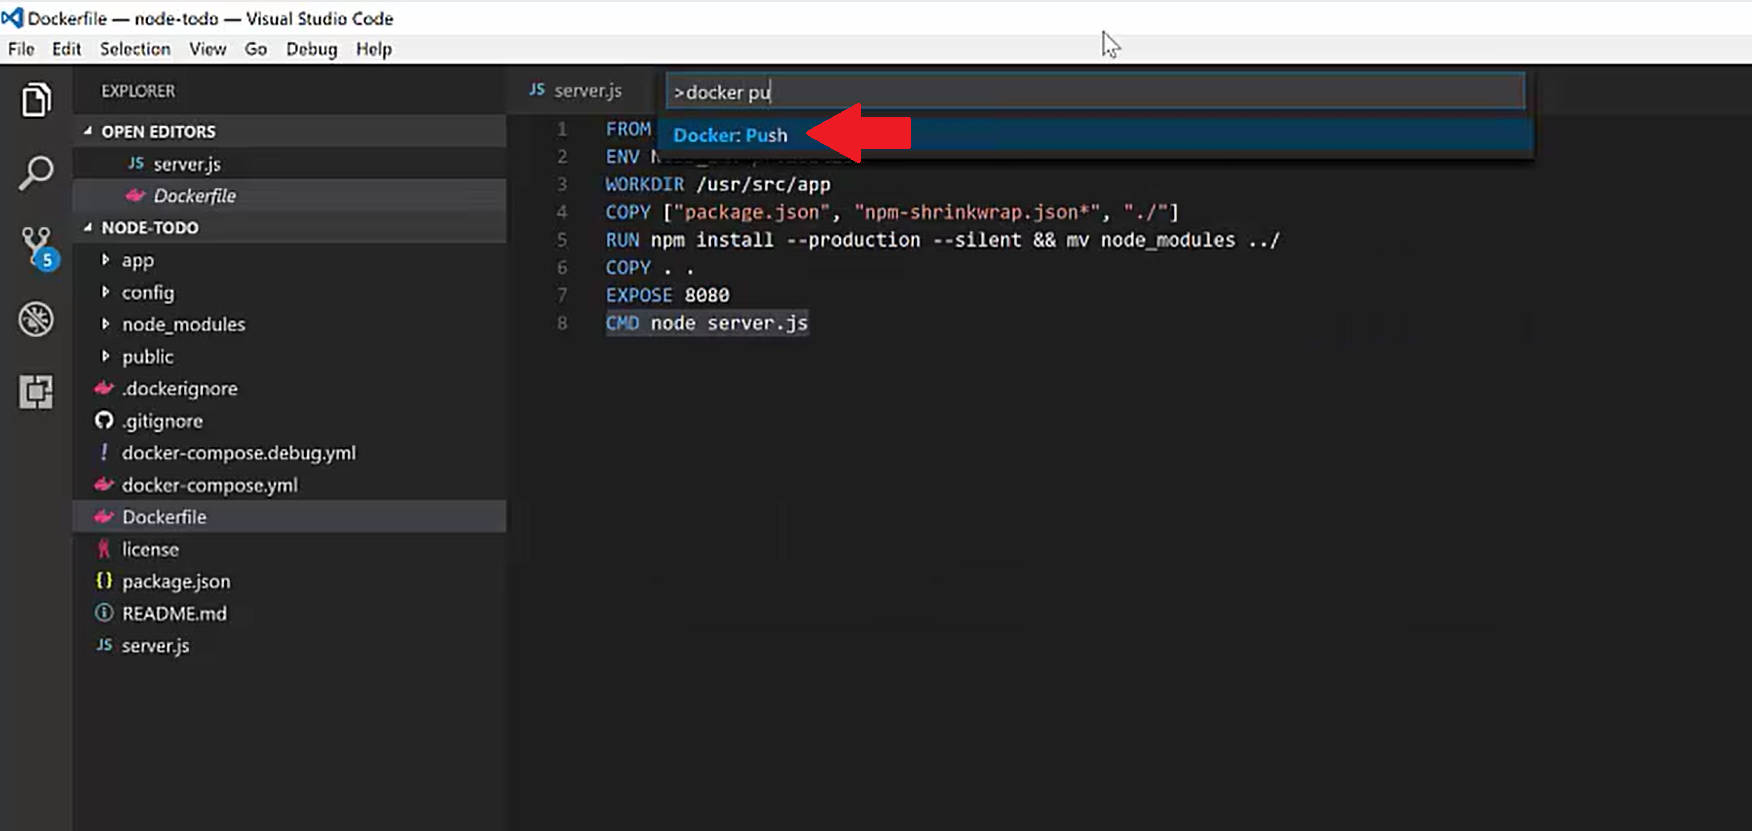 Dockerfile — node-todo — Visual Studio Code
File Edit Selection View Go Debug Help
EXPLORER
OPEN EDITORS
JS server.js
Dockerfile
NODE-TODO
app
config
node_modules
public
.dockerignore
.gitignore
! docker-compose.debug.yml
docker-compose.yml
Dockerfile
license
{} package.json
README.md
JS server.js
5
JS server.js
>docker pu
Docker: Push
1 FROM
2 ENV
3 WORKDIR /usr/src/app
4 COPY ["package.json", "npm-shrinkwrap.json*", "./"]
5 RUN npm install --production --silent && mv node_modules ../
6 COPY . .
7 EXPOSE 8080
8 CMD node server.js